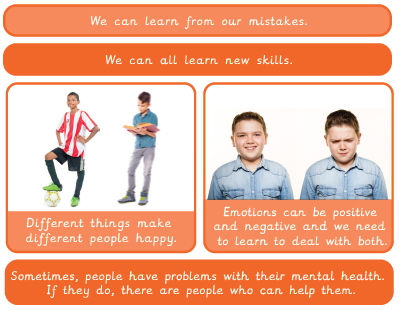 We can learn from our mistakes.
We can all learn new skills.
Different things make
different people happy.
Emotions can be positive
and negative and we need
to learn to deal with both.
Sometimes, people have problems with their mental health.
If they do, there are people who can help them.